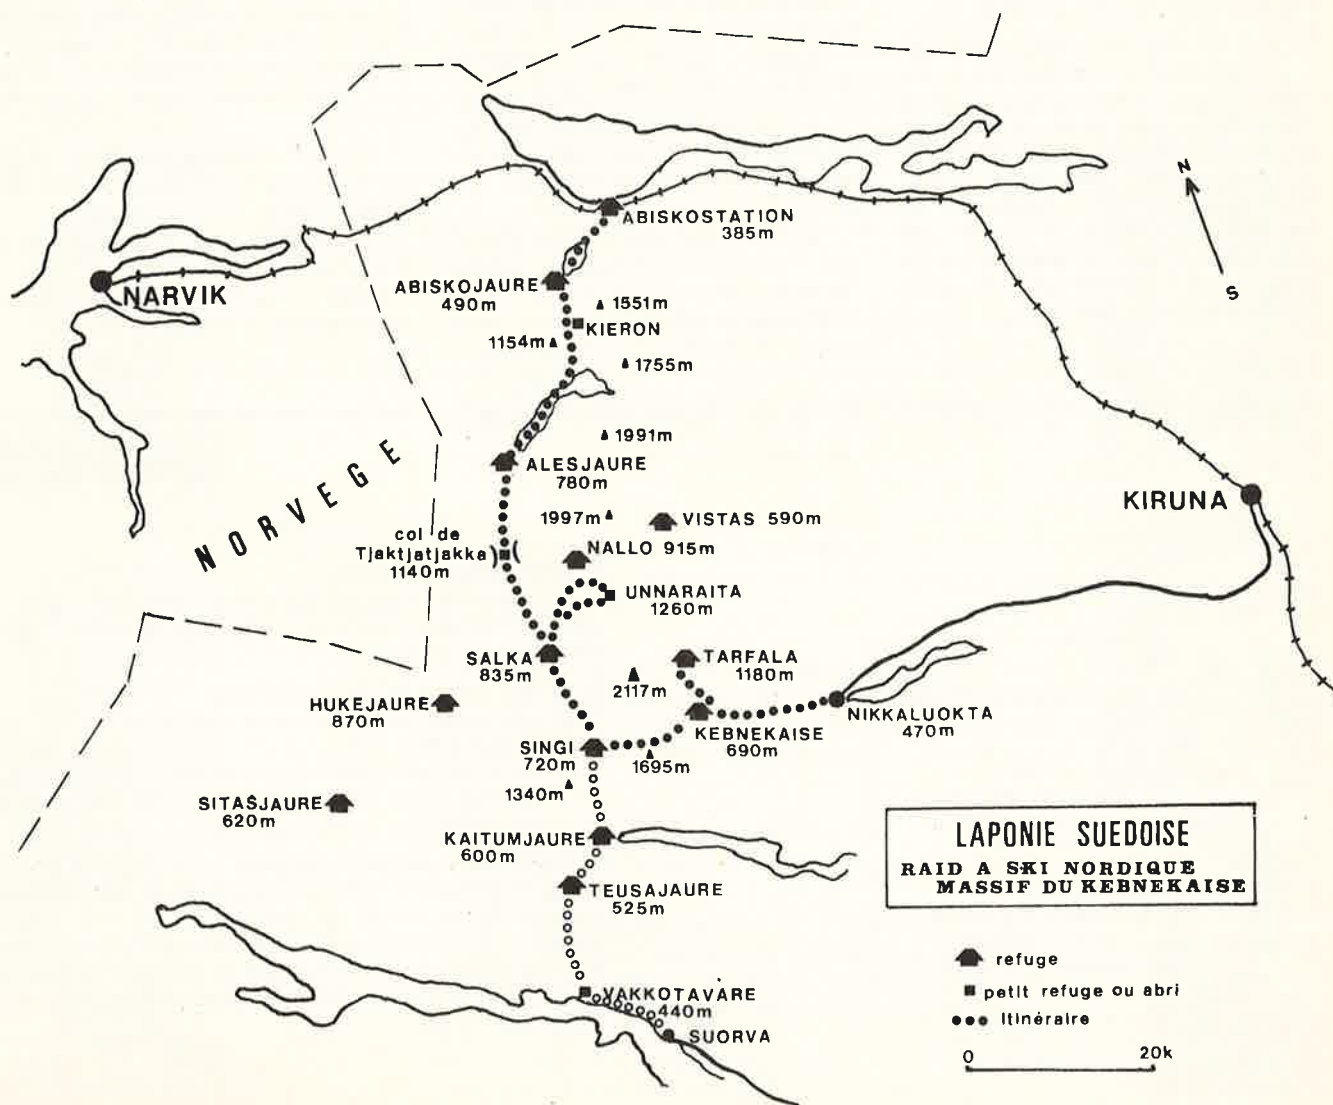 N
S
ABISKOSTATION
385m
NARVIK
ABISKOJAURE
490m
1551m
KIERON
1154m
1755m
1991m
ALESJAURE
780m
NORVEGE
KIRUNA
1997m
VISTAS 590m
col de
Tjaktjatjakka
1140m
NALLO 915m
UNNARAITA
1260m
SALKA
835m
TARFALA
1180m
2117m
HUKEJAURE
870m
NIKKALUOKTA
470m
KEBNEKAISE
690m
SINGI
720m
1695m
1340m
SITASJAURE
620m
KAITUMJAURE
600m
TEUSAJAURE
525m
VAKKOTAVARE
440m
SUORVA
LAPONIE SUEDOISE
RAID A SKI NORDIQUE
MASSIF DU KEBNEKAISE
refuge
petit refuge ou abri
Itinéraire
0 20k